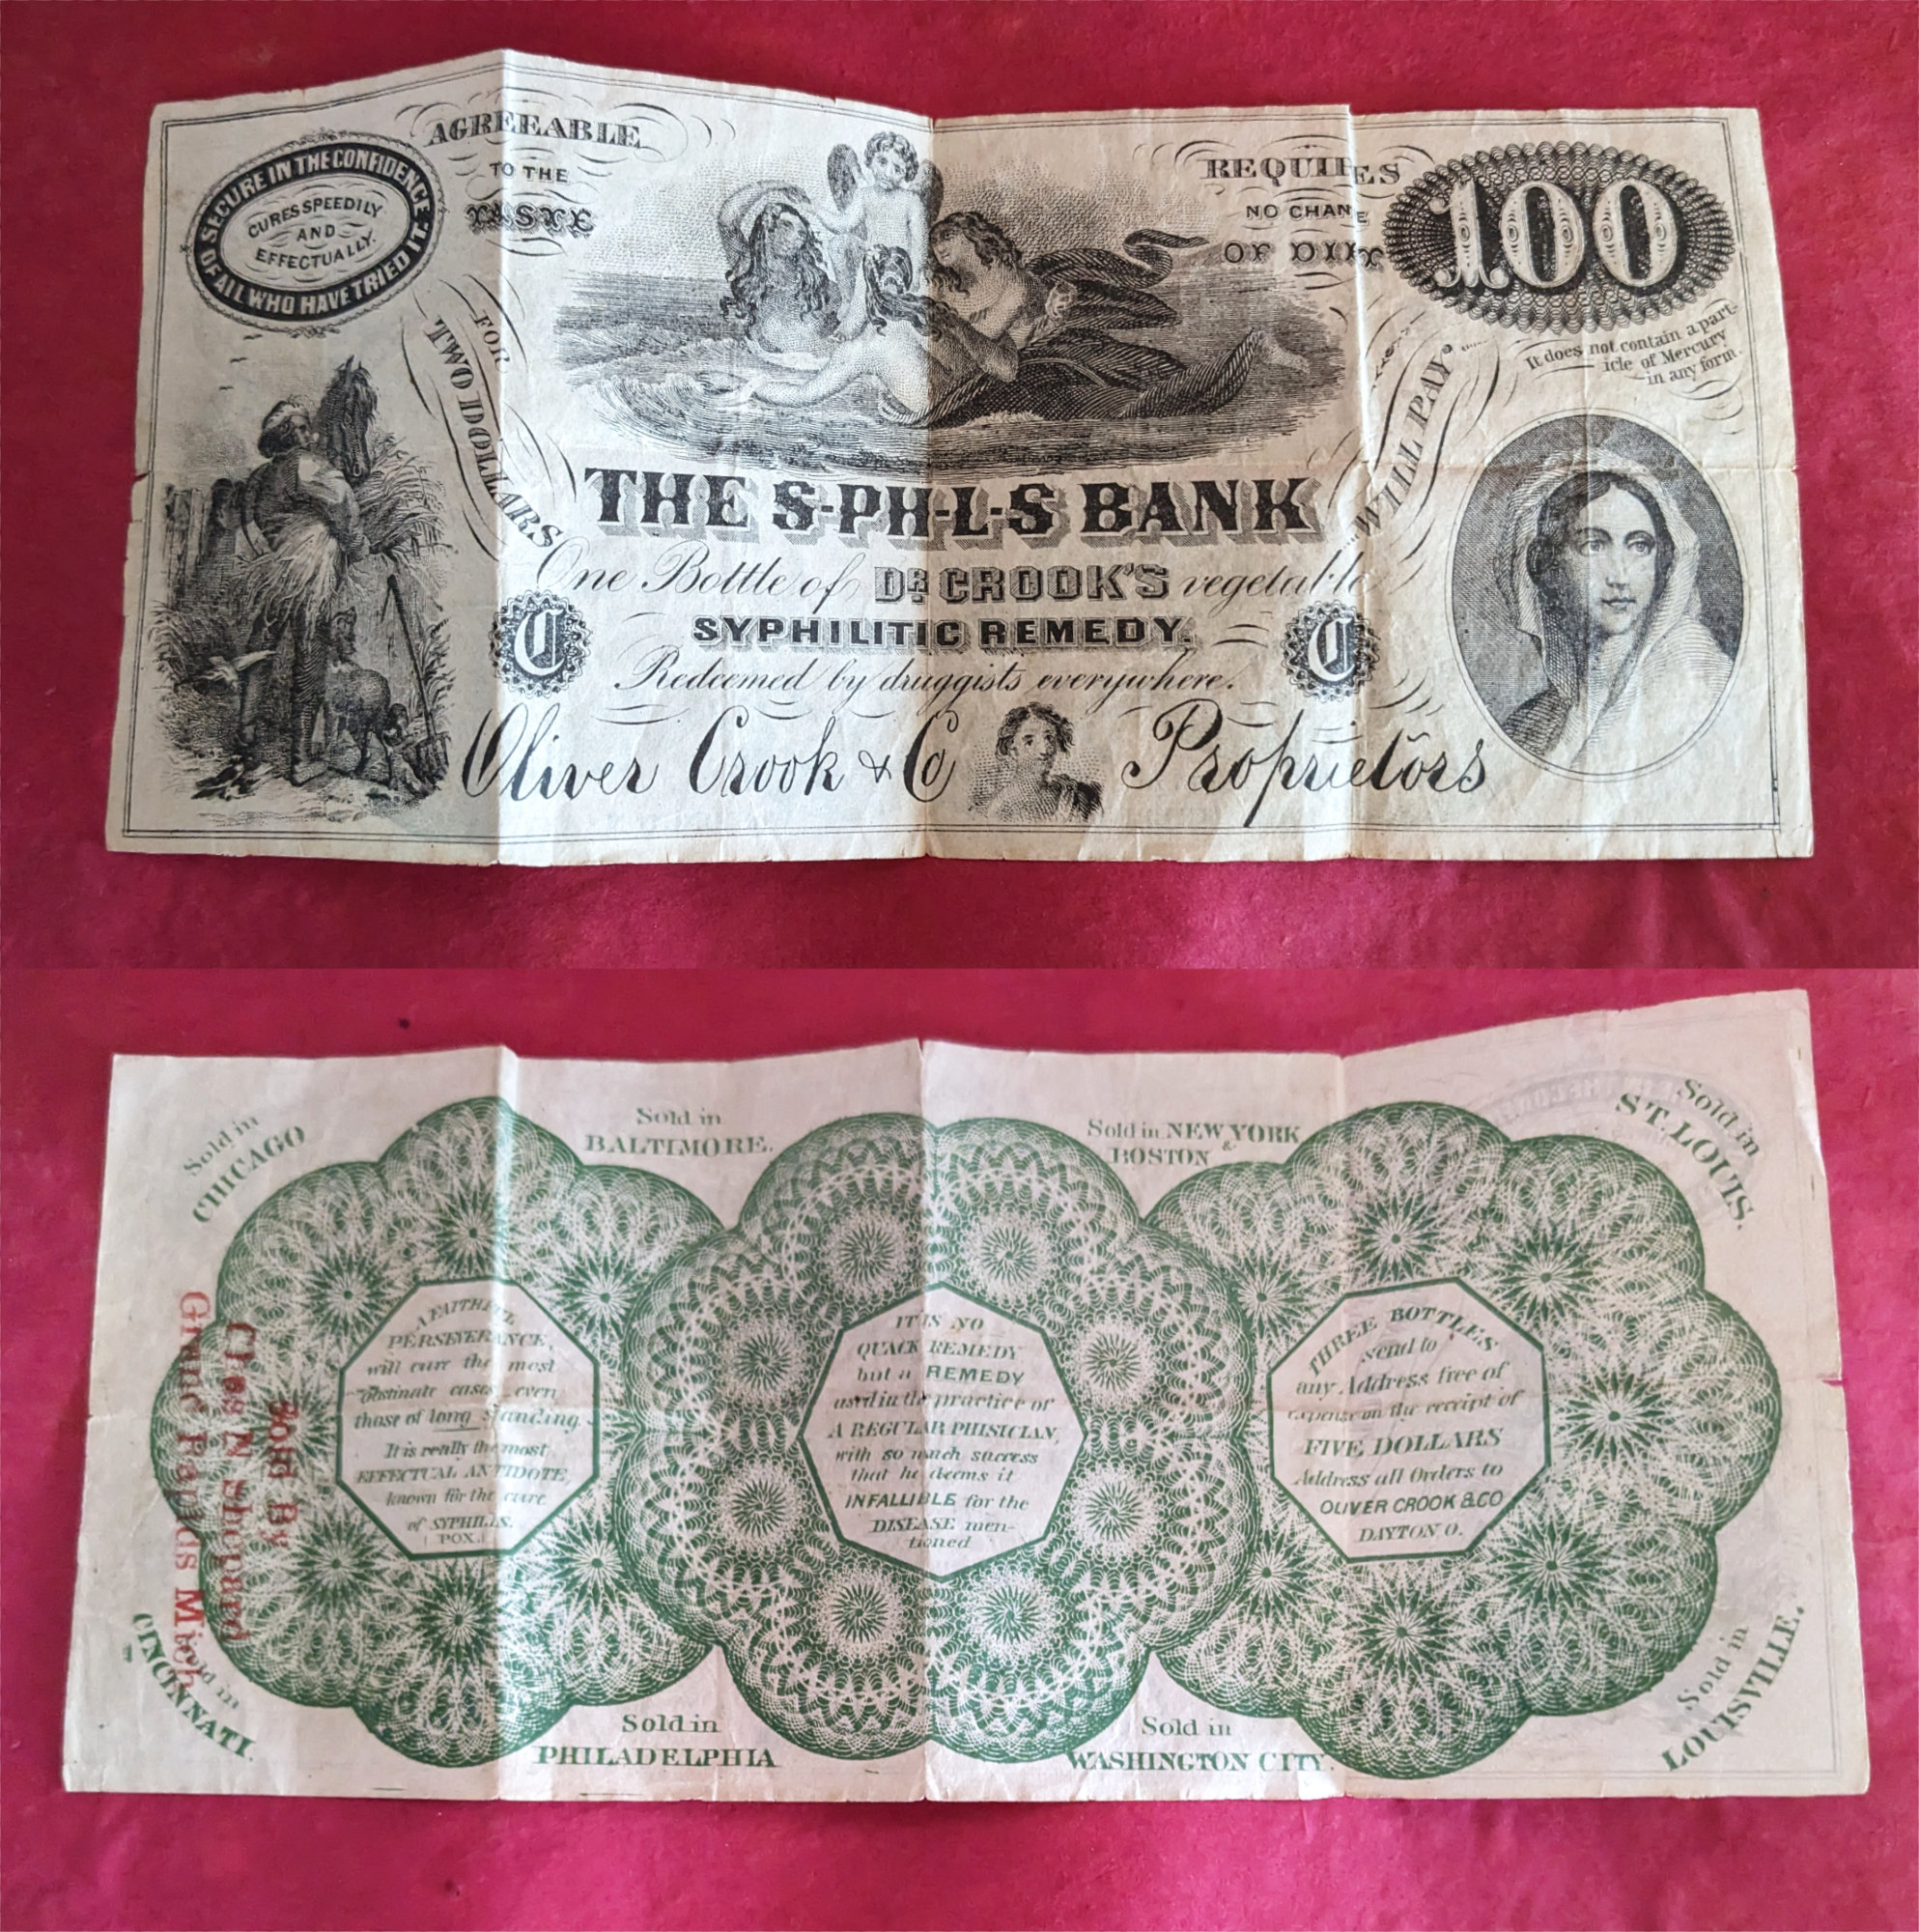 SECURE IN THE CONFIDENCE
OF ALL WHO HAVE TRIED IT.
CURES SPEEDILY
AND
EFFECTUALLY.
AGREEABLE
TO THE
TASTE
REQUIRES
NO CHANGE
OF DIET
100
It does not contain a part-
icle of Mercury
in any form.
FOR
TWO DOLLARS
THE S-PH-L-S BANK
WILL PAY
One Bottle of DR CROOK'S vegetable
SYPHILITIC REMEDY.
C
C
Redeemed by druggists everywhere.
Oliver Crook & Co
Proprietors
Sold in
CHICAGO
Sold in
BALTIMORE.
Sold in NEW YORK
&
BOSTON
Sold in
ST. LOUIS.
A FAITHFUL
PERSEVERANCE,
will cure the most
obstinate cases, even
those of long standing.
It is really the most
EFFECTUAL ANTIDOTE
known for the cure
of SYPHILIS.
POX.
IT IS NO
QUACK REMEDY
but a REMEDY
used in the practice of
A REGULAR PHISICIAN,
with so much success
that he deems it
INFALLIBLE for the
DISEASE men-
tioned
THREE BOTTLES
send to
any Address free of
expense on the receipt of
FIVE DOLLARS
Address all Orders to
OLIVER CROOK & CO
DAYTON O.
Sold By
Chas N Shepard
Grand Rapids Mich
Sold in
CINCINNATI.
Sold in
PHILADELPHIA
Sold in
WASHINGTON CITY.
Sold in
LOUISVILLE.